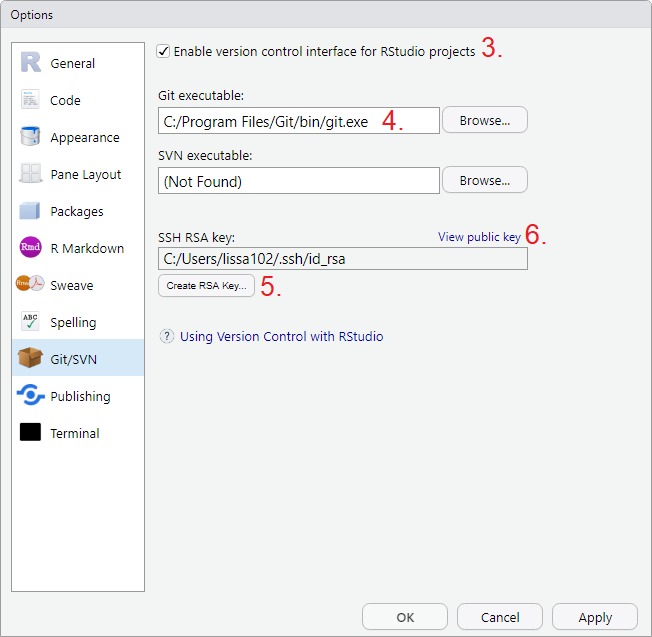 Options
General
Code
Appearance
Pane Layout
Packages
Rmd R Markdown
Rnw Sweave
ABC Spelling
Git/SVN
Publishing
Terminal
Enable version control interface for RStudio projects 3.
Git executable:
C:/Program Files/Git/bin/git.exe 4. Browse...
SVN executable:
(Not Found) Browse...
SSH RSA key: View public key 6.
C:/Users/lissa102/.ssh/id_rsa
Create RSA Key... 5.
? Using Version Control with RStudio
OK Cancel Apply